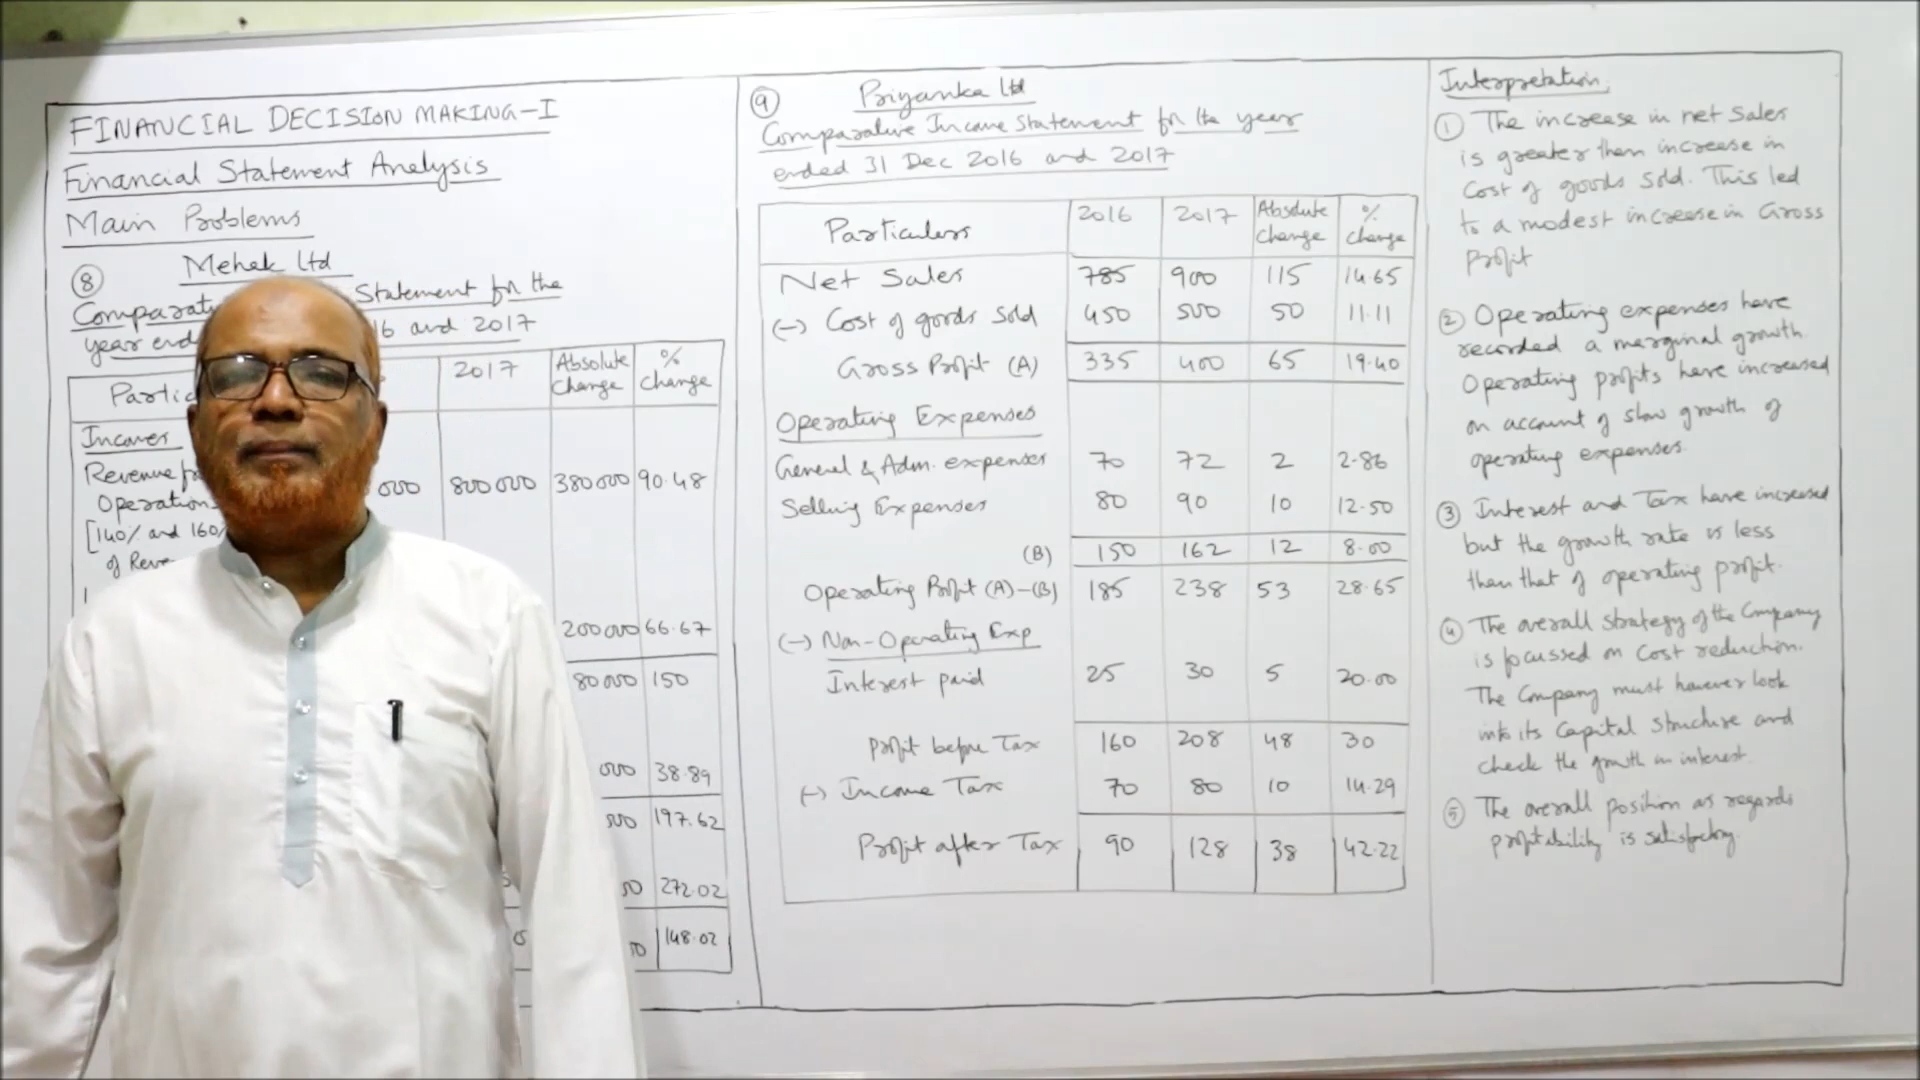 FINANCIAL DECISION MAKING-I
Financial Statement Analysis
Main Problems
8 Mehak Ltd
Statement for the
16 and 2017
year end
2017 Absolute Change % Change
Partic
Incomes
Revenue
Operation 000 800000 380000 90.48
[140% and 160%
of Reve
200000 66.67
80000 150
000 38.89
000 197.62
272.02
148.02
9 Priyanka Ltd
Comparative Income Statement for the year
ended 31 Dec 2016 and 2017
Particulars 2016 2017 Absolute Change % Change
Net Sales 785 900 115 14.65
(-) Cost of goods Sold 450 500 50 11.11
Gross Profit (A) 335 400 65 19.40
Operating Expenses
General & Adm. expenses 70 72 2 2.86
Selling Expenses 80 90 10 12.50
(B) 150 162 12 8.00
Operating Profit (A)-(B) 185 238 53 28.65
(-) Non-Operating Exp
Interest paid 25 30 5 20.00
Profit before Tax 160 208 48 30
(-) Income Tax 70 80 10 14.29
Profit after Tax 90 128 38 42.22
Interpretation,
1 The increase in net Sales
is greater than increase in
Cost of goods Sold. This led
to a modest increase in Gross
Profit
2 Operating expenses have
recorded a marginal growth.
Operating profits have increased
on account of slow growth of
operating expenses.
3 Interest and Tax have increased
but the growth rate is less
than that of operating profit.
4 The overall strategy of the Company
is focussed on Cost reduction.
The Company must however look
into its Capital Structure and
check the growth in interest.
5 The overall position as regards
profitability is satisfactory.